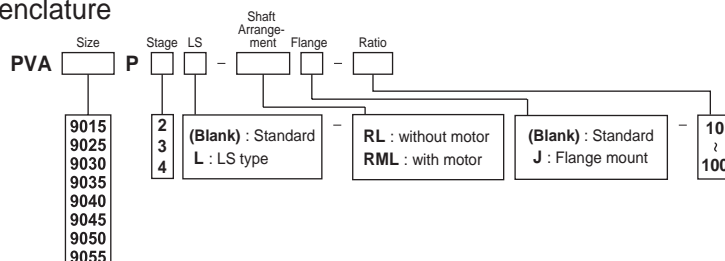 enclature
Shaft
Arrange-
Size Stage LS ment Flange Ratio
PVA P – –
9015
9025
9030
9035
9040
9045
9050
9055
2
3
4
(Blank) : Standard
L : LS type
–
RL : without motor
RML : with motor
(Blank) : Standard
J : Flange mount
–
10
~
100